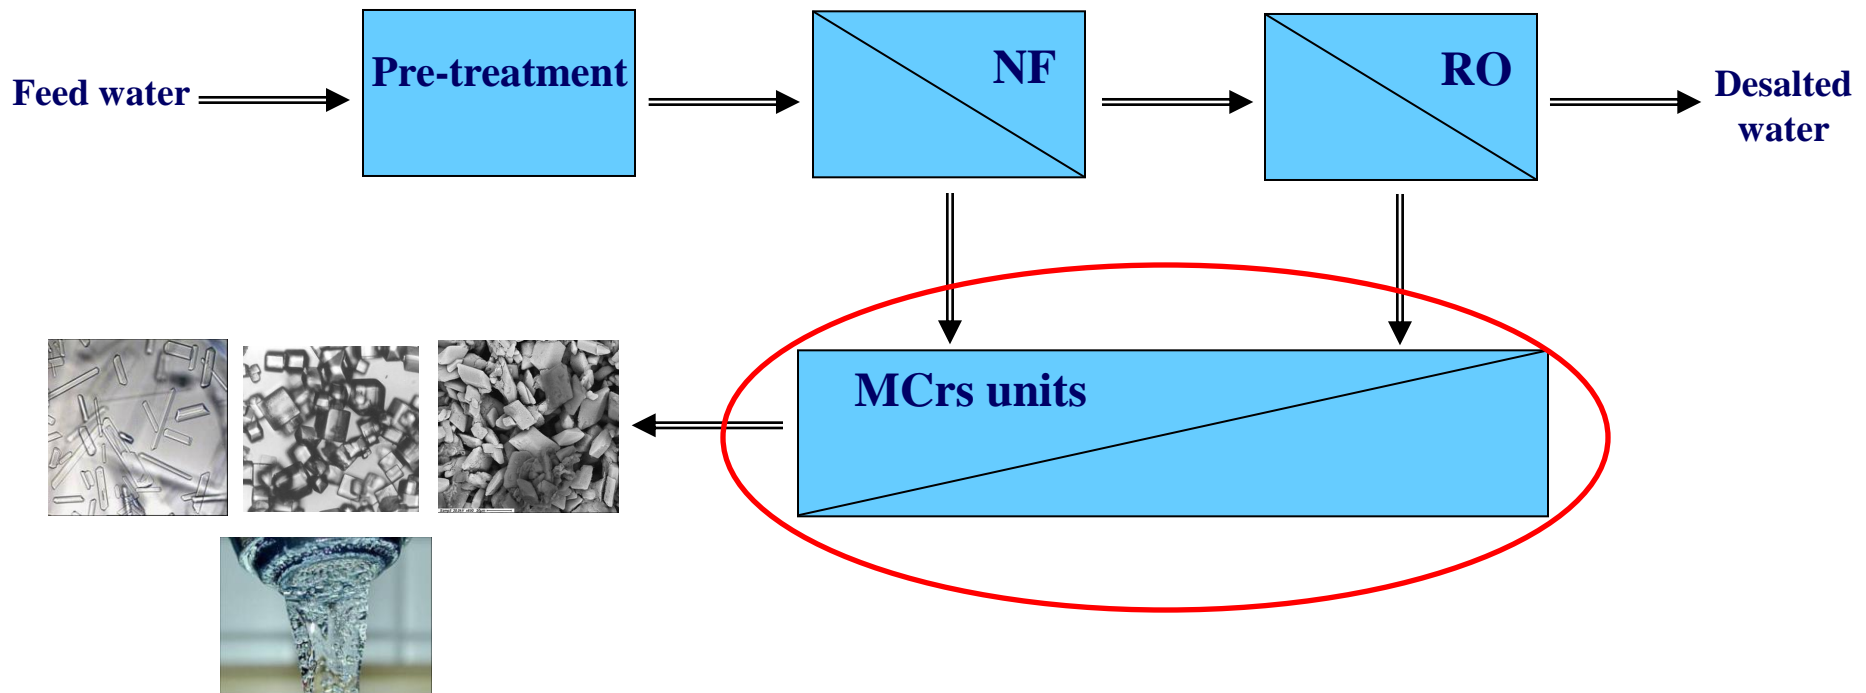 Feed water
Pre-treatment
NF
RO
Desalted
water
MCrs units